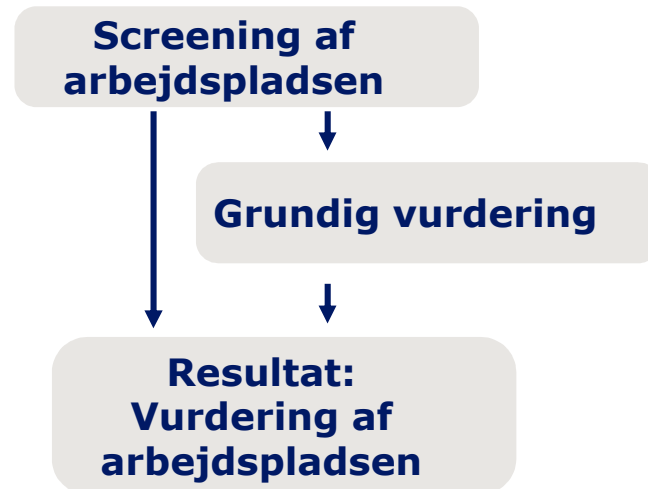 Screening af
arbejdspladsen
Grundig vurdering
Resultat:
Vurdering af
arbejdspladsen